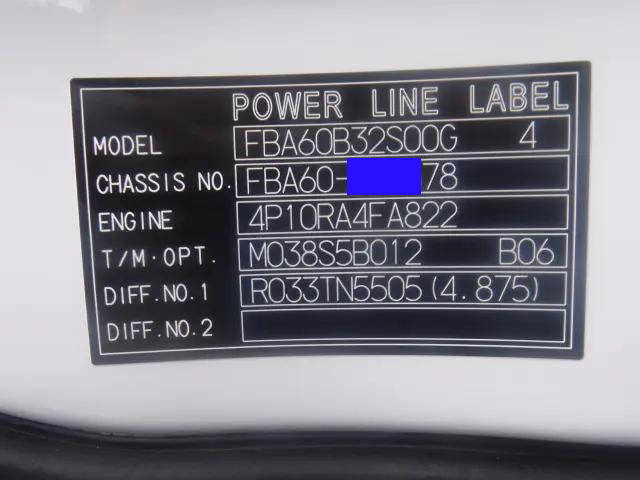 POWER LINE LABEL
MODEL FBA60B32S00G 4
CHASSIS NO. FBA60- 78
ENGINE 4P10RA4FA822
T/M·OPT. M038S5B012 B06
DIFF.NO.1 R033TN5505(4.875)
DIFF.NO.2